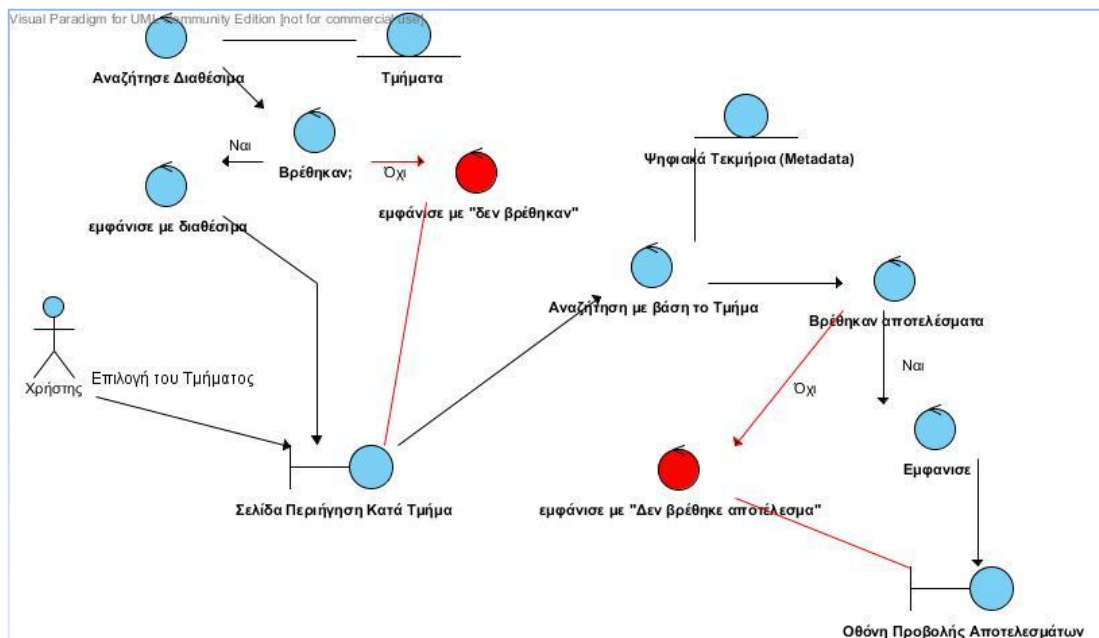 Visual Paradigm for UML Community Edition [not for commercial use]
Αναζήτησε Διαθέσιμα
Τμήματα
Ναι
Βρέθηκαν;
Όχι
εμφάνισε με διαθέσιμα
εμφάνισε με "δεν βρέθηκαν"
Ψηφιακά Τεκμήρια (Metadata)
Αναζήτηση με βάση το Τμήμα
Βρέθηκαν αποτελέσματα
Χρήστης
Επιλογή του Τμήματος
Όχι
Ναι
Εμφανισε
Σελίδα Περιήγηση Κατά Τμήμα
εμφάνισε με "Δεν βρέθηκε αποτέλεσμα"
Οθόνη Προβολής Αποτελεσμάτων